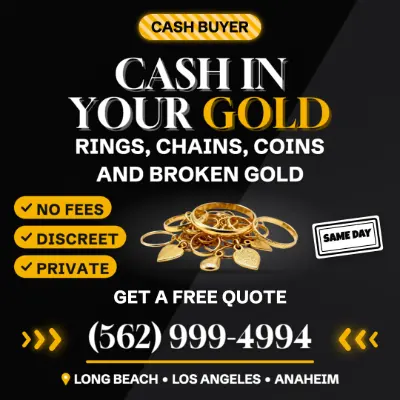 CASH BUYER
CASH IN
YOUR GOLD
RINGS, CHAINS, COINS
AND BROKEN GOLD
NO FEES
DISCREET
PRIVATE
SAME DAY
GET A FREE QUOTE
(562) 999-4994
LONG BEACH • LOS ANGELES • ANAHEIM